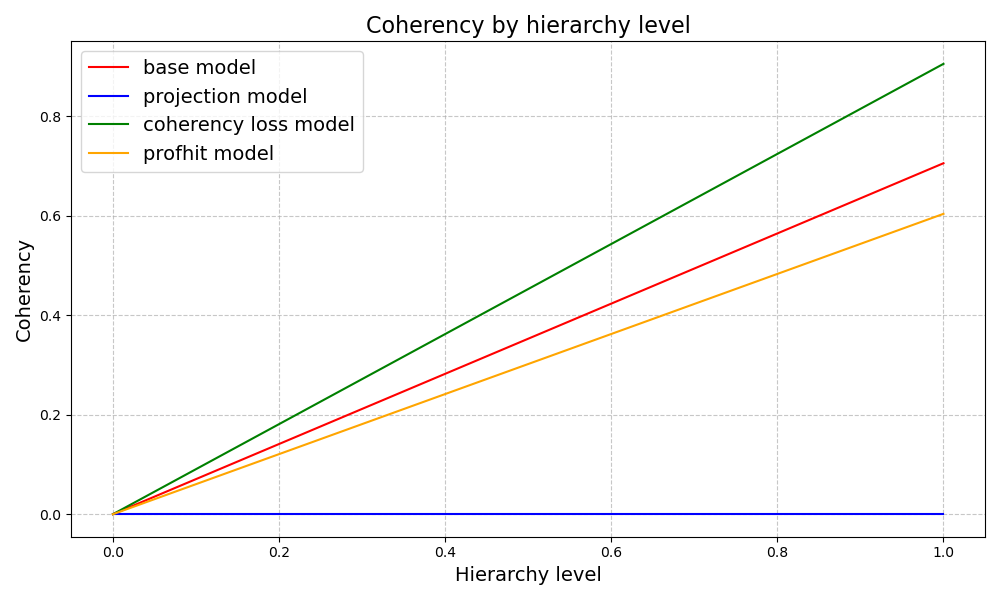 Coherency by hierarchy level
base model
projection model
coherency loss model
profhit model
Coherency
0.8
0.6
0.4
0.2
0.0
0.0 0.2 0.4 0.6 0.8 1.0
Hierarchy level